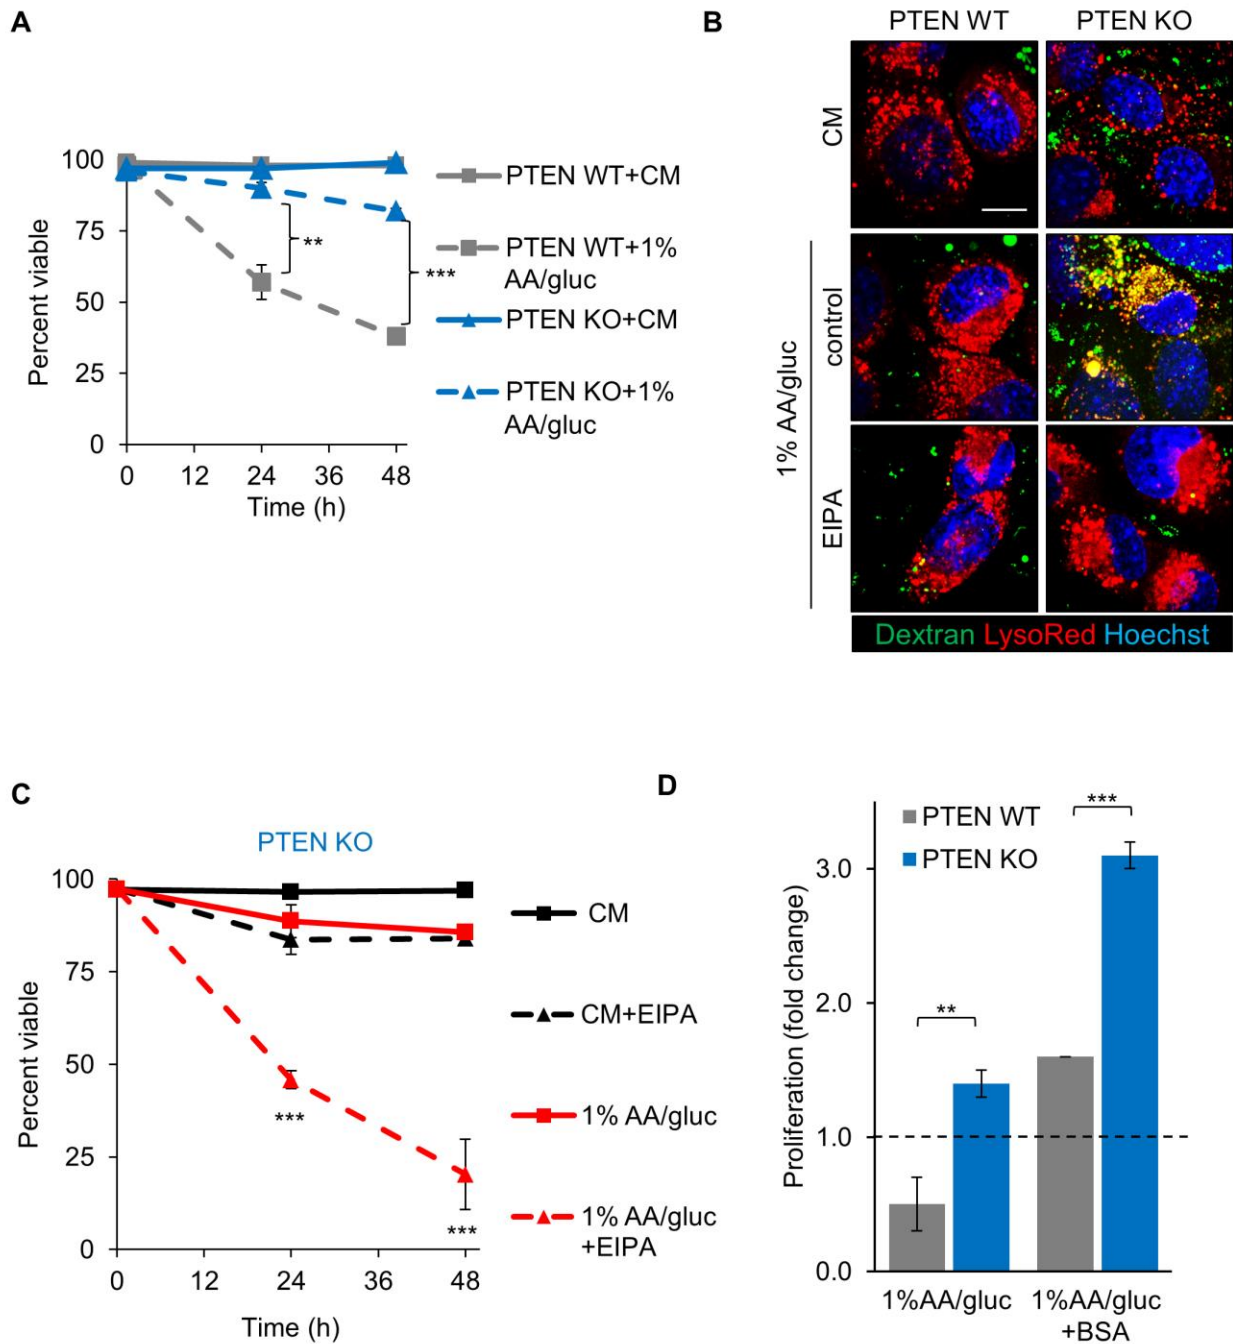 A
Percent viable
100
75
50
25
0
**
***
0 12 24 36 48
Time (h)
PTEN WT+CM
PTEN WT+1%
AA/gluc
PTEN KO+CM
PTEN KO+1%
AA/gluc
B
PTEN WT PTEN KO
CM
1% AA/gluc
control
EIPA
Dextran LysoRed Hoechst
C
PTEN KO
Percent viable
100
75
50
25
0
***
***
0 12 24 36 48
Time (h)
CM
CM+EIPA
1% AA/gluc
1% AA/gluc
+EIPA
D
PTEN WT
PTEN KO
Proliferation (fold change)
3.0
2.0
1.0
0.0
**
***
1%AA/gluc 1%AA/gluc
+BSA